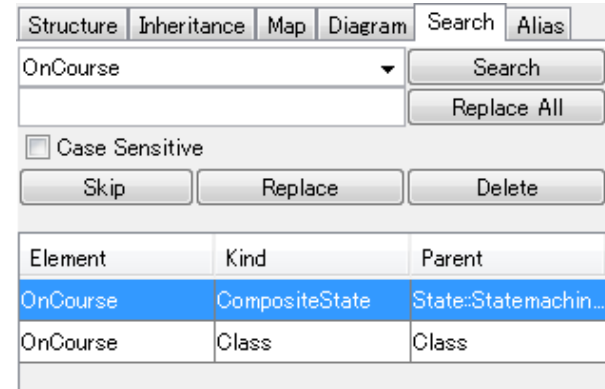 Structure Inheritance Map Diagram Search Alias
OnCourse Search
Replace All
Case Sensitive
Skip Replace Delete
Element Kind Parent
OnCourse CompositeState State::Statemachin...
OnCourse Class Class